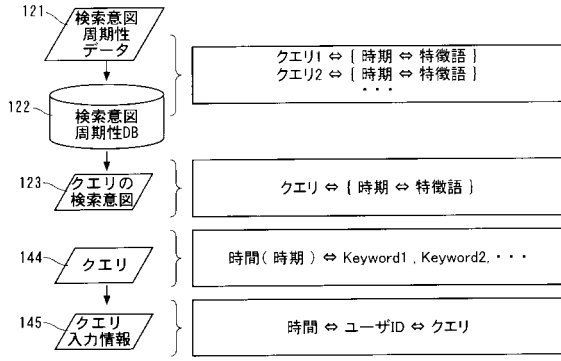 121
検索意図
周期性
データ
クエリ1 ⇔ { 時期 ⇔ 特徴語 }
クエリ2 ⇔ { 時期 ⇔ 特徴語 }
・・・
122
検索意図
周期性DB
123
クエリの
検索意図
クエリ ⇔ { 時期 ⇔ 特徴語 }
144
クエリ
時間( 時期 ) ⇔ Keyword1 , Keyword2, ・・・
145
クエリ
入力情報
時間 ⇔ ユーザID ⇔ クエリ